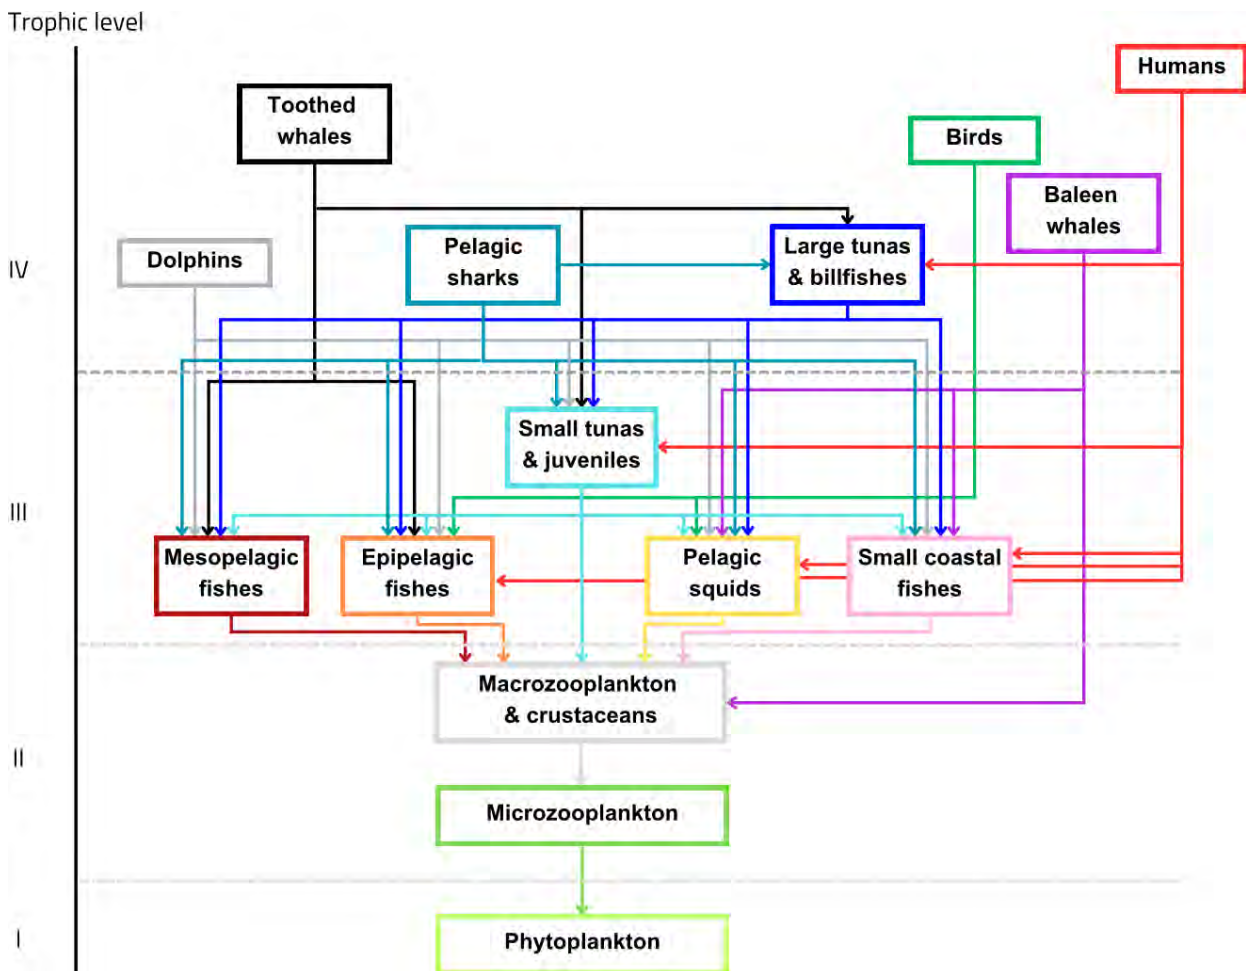 Trophic level
Humans
Toothed
whales
Birds
Baleen
whales
Dolphins
Pelagic
sharks
Large tunas
& billfishes
IV
Small tunas
& juveniles
III
Mesopelagic
fishes
Epipelagic
fishes
Pelagic
squids
Small coastal
fishes
Macrozooplankton
& crustaceans
II
Microzooplankton
I
Phytoplankton